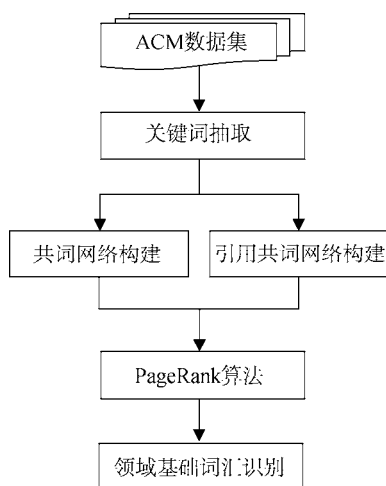 ACM数据集
关键词抽取
共词网络构建
引用共词网络构建
PageRank算法
领域基础词汇识别